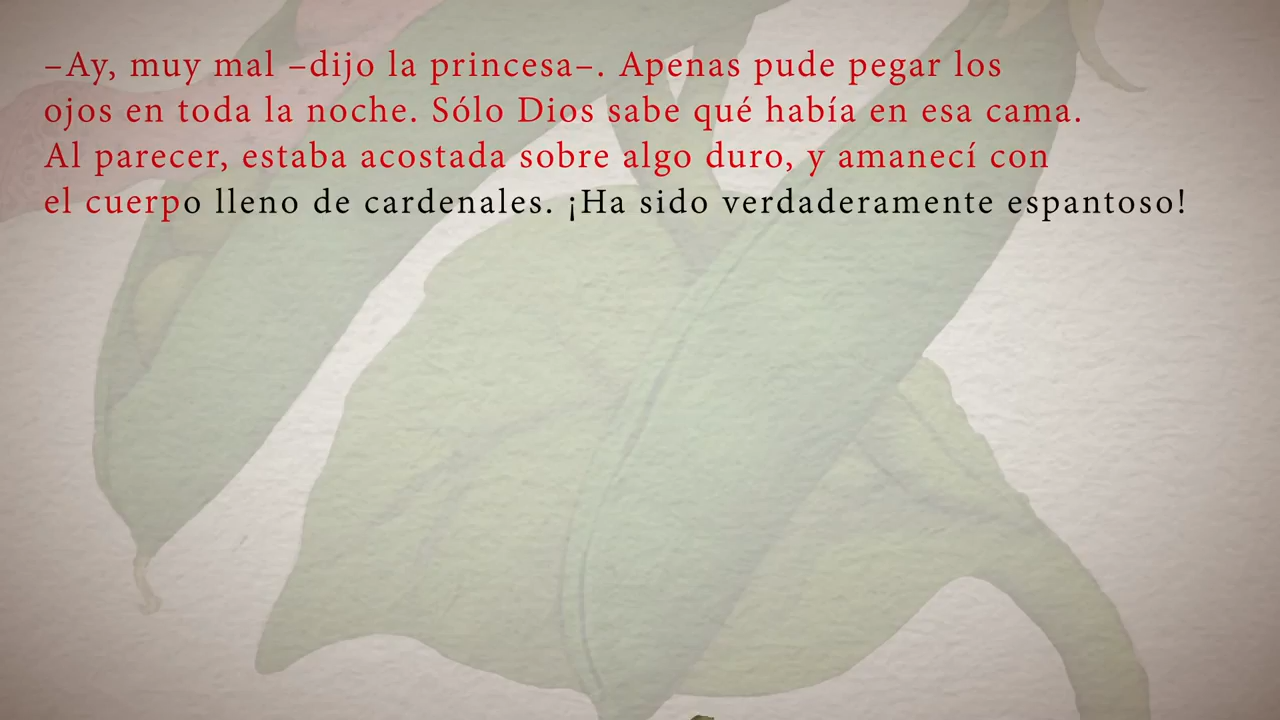 –Ay, muy mal –dijo la princesa–. Apenas pude pegar los
ojos en toda la noche. Sólo Dios sabe qué había en esa cama.
Al parecer, estaba acostada sobre algo duro, y amanecí con
el cuerpo lleno de cardenales. ¡Ha sido verdaderamente espantoso!